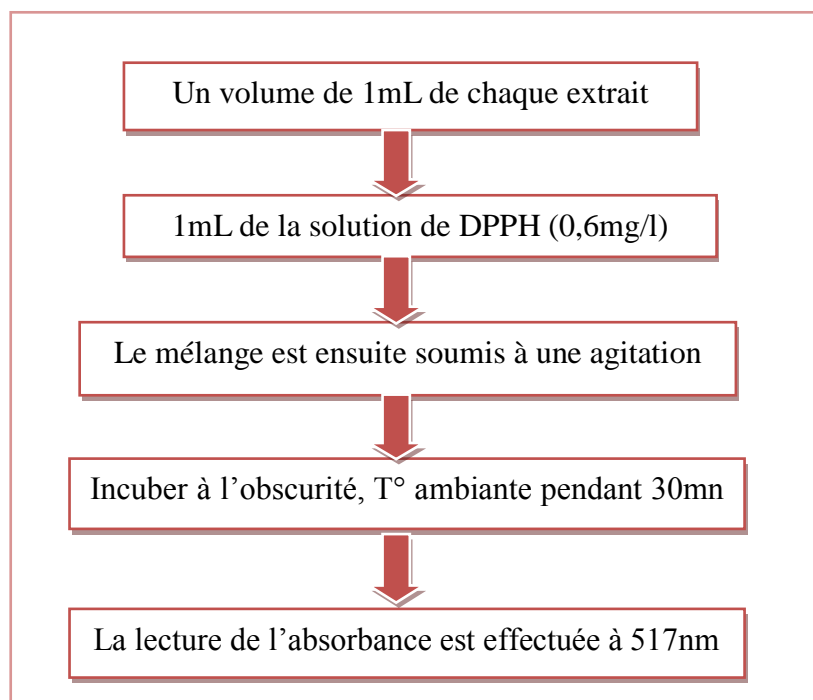 Un volume de 1mL de chaque extrait
1mL de la solution de DPPH (0,6mg/l)
Le mélange est ensuite soumis à une agitation
Incuber à l’obscurité, T° ambiante pendant 30mn
La lecture de l’absorbance est effectuée à 517nm